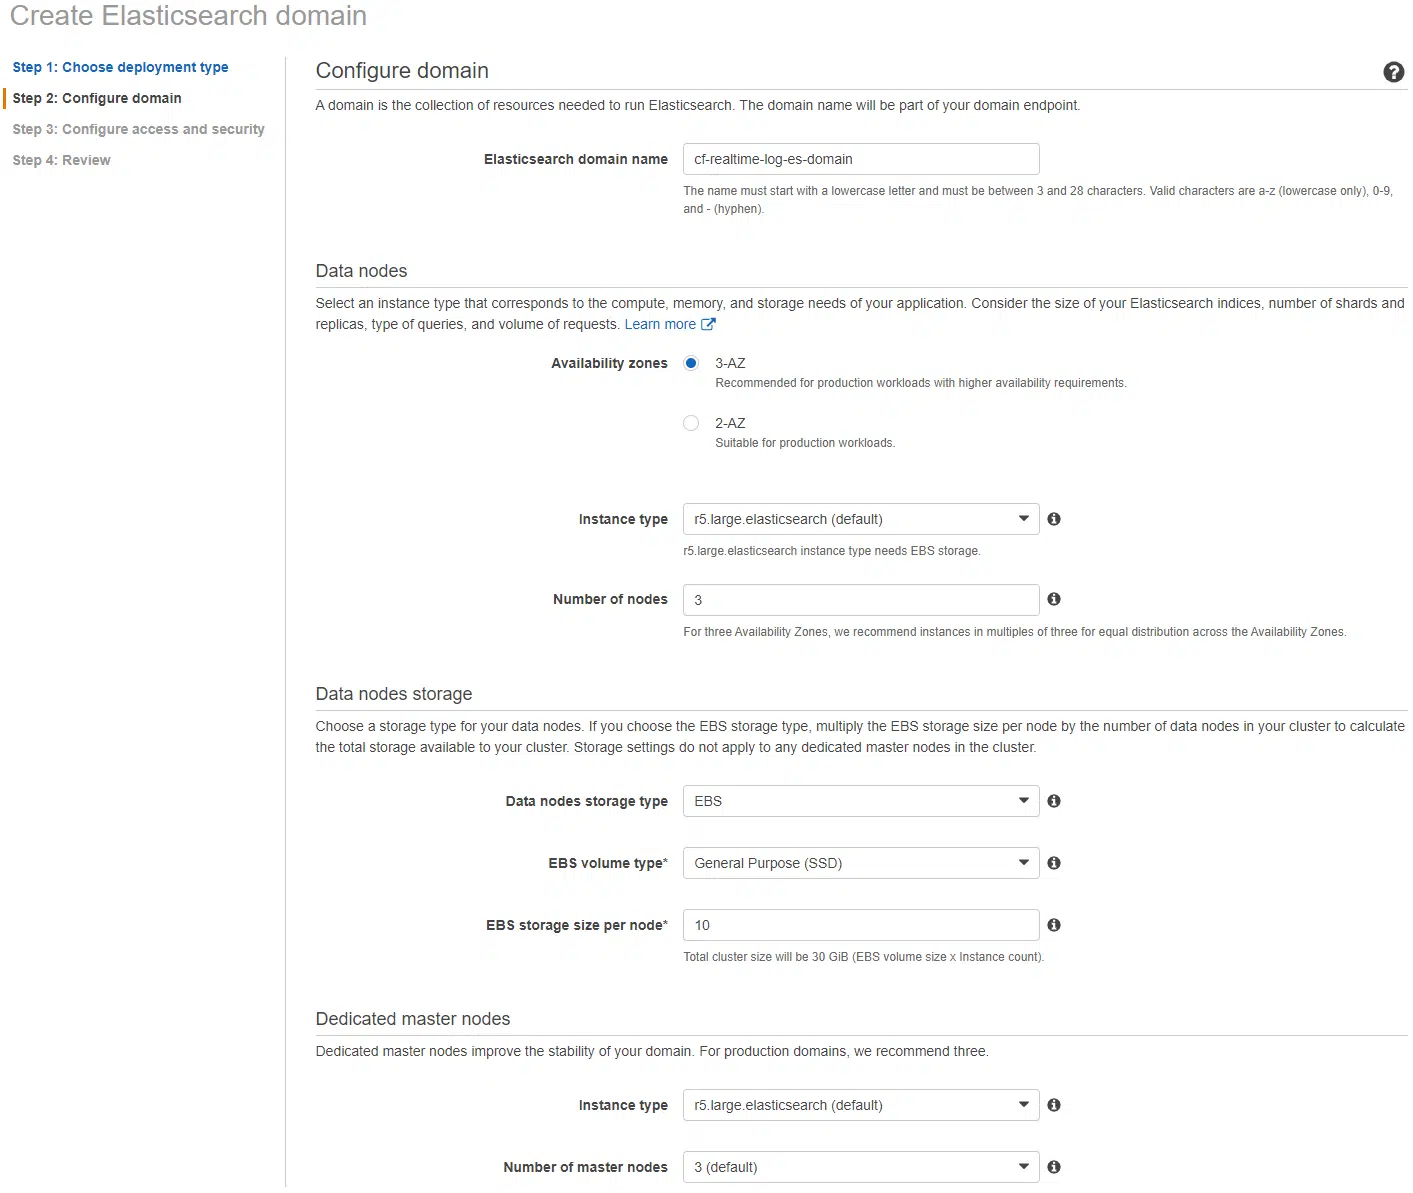 Create Elasticsearch domain
Step 1: Choose deployment type
Step 2: Configure domain
Step 3: Configure access and security
Step 4: Review
Configure domain
A domain is the collection of resources needed to run Elasticsearch. The domain name will be part of your domain endpoint.
Elasticsearch domain name
cf-realtime-log-es-domain
The name must start with a lowercase letter and must be between 3 and 28 characters. Valid characters are a-z (lowercase only), 0-9,
and - (hyphen).
Data nodes
Select an instance type that corresponds to the compute, memory, and storage needs of your application. Consider the size of your Elasticsearch indices, number of shards and
replicas, type of queries, and volume of requests. Learn more
Availability zones
3-AZ
Recommended for production workloads with higher availability requirements.
2-AZ
Suitable for production workloads.
Instance type
r5.large.elasticsearch (default)
r5.large.elasticsearch instance type needs EBS storage.
Number of nodes
3
For three Availability Zones, we recommend instances in multiples of three for equal distribution across the Availability Zones.
Data nodes storage
Choose a storage type for your data nodes. If you choose the EBS storage type, multiply the EBS storage size per node by the number of data nodes in your cluster to calculate
the total storage available to your cluster. Storage settings do not apply to any dedicated master nodes in the cluster.
Data nodes storage type
EBS
EBS volume type*
General Purpose (SSD)
EBS storage size per node*
10
Total cluster size will be 30 GiB (EBS volume size x Instance count).
Dedicated master nodes
Dedicated master nodes improve the stability of your domain. For production domains, we recommend three.
Instance type
r5.large.elasticsearch (default)
Number of master nodes
3 (default)